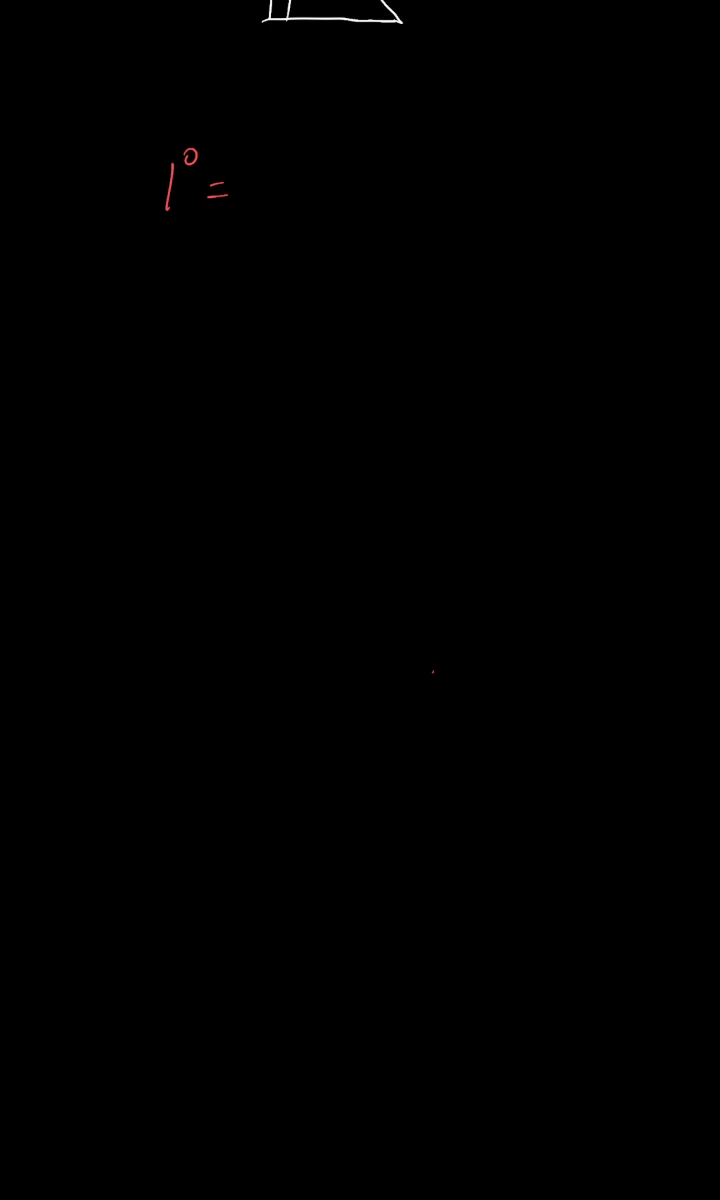 1° =